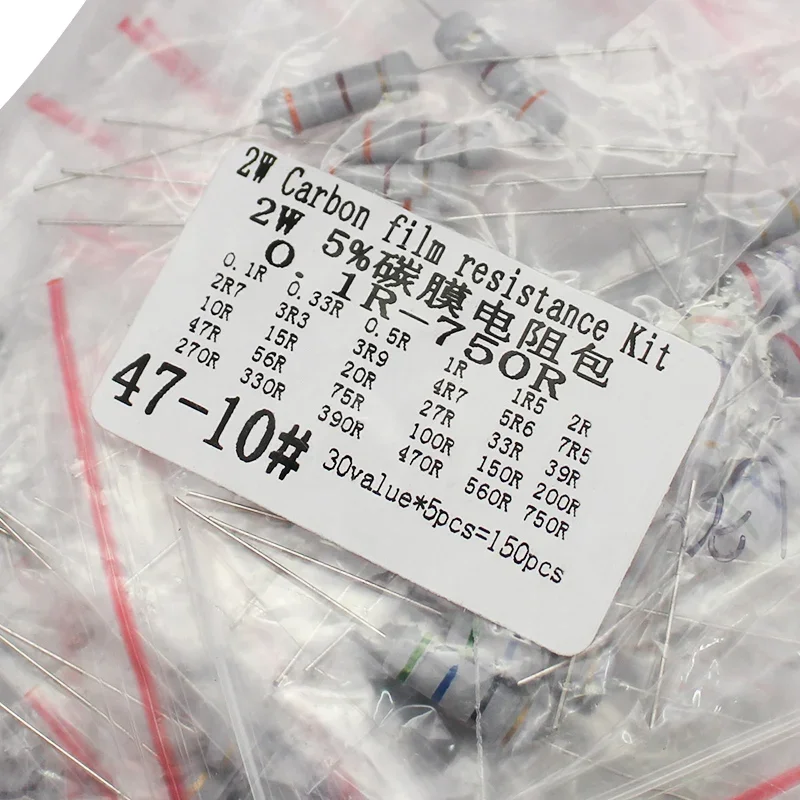 2W Carbon film resistance Kit
2W 5%碳膜电阻包
0.1R-750R
0.1R 0.33R 0.5R 1R 1R5 2R
2R7 3R3 3R9 4R7 5R6 7R5
10R 15R 20R 27R 33R 39R
47R 56R 75R 100R 150R 200R
270R 330R 390R 470R 560R 750R
47-10# 30value*5pcs=150pcs